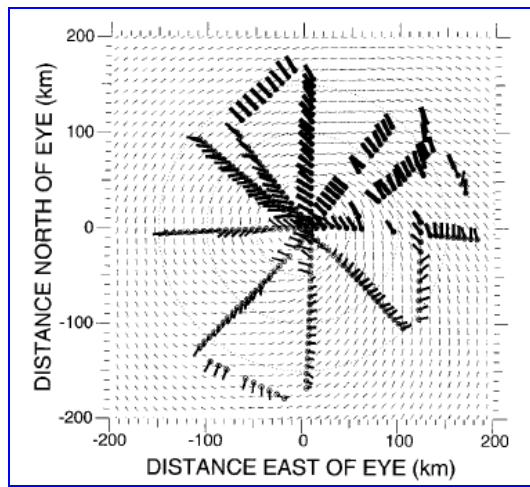 200
100
0
-100
-200
DISTANCE NORTH OF EYE (km)
-200 -100 0 100 200
DISTANCE EAST OF EYE (km)